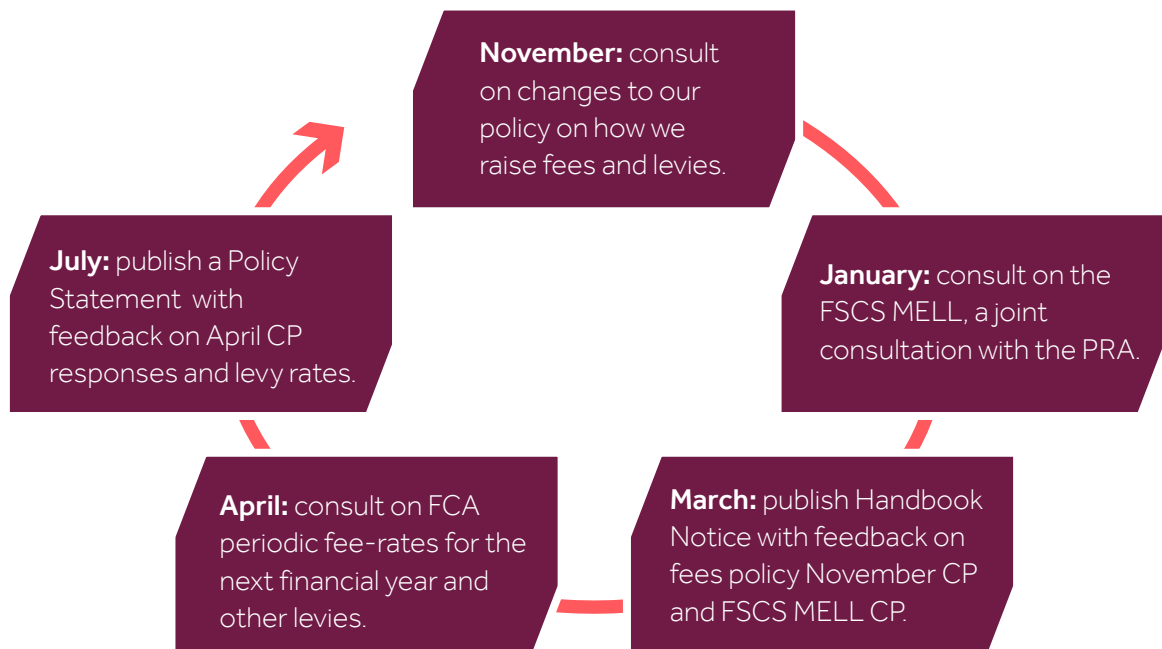 November: consult
on changes to our
policy on how we
raise fees and levies.
January: consult on the
FSCS MELL, a joint
consultation with the PRA.
March: publish Handbook
Notice with feedback on
fees policy November CP
and FSCS MELL CP.
April: consult on FCA
periodic fee-rates for the
next financial year and
other levies.
July: publish a Policy
Statement with
feedback on April CP
responses and levy rates.